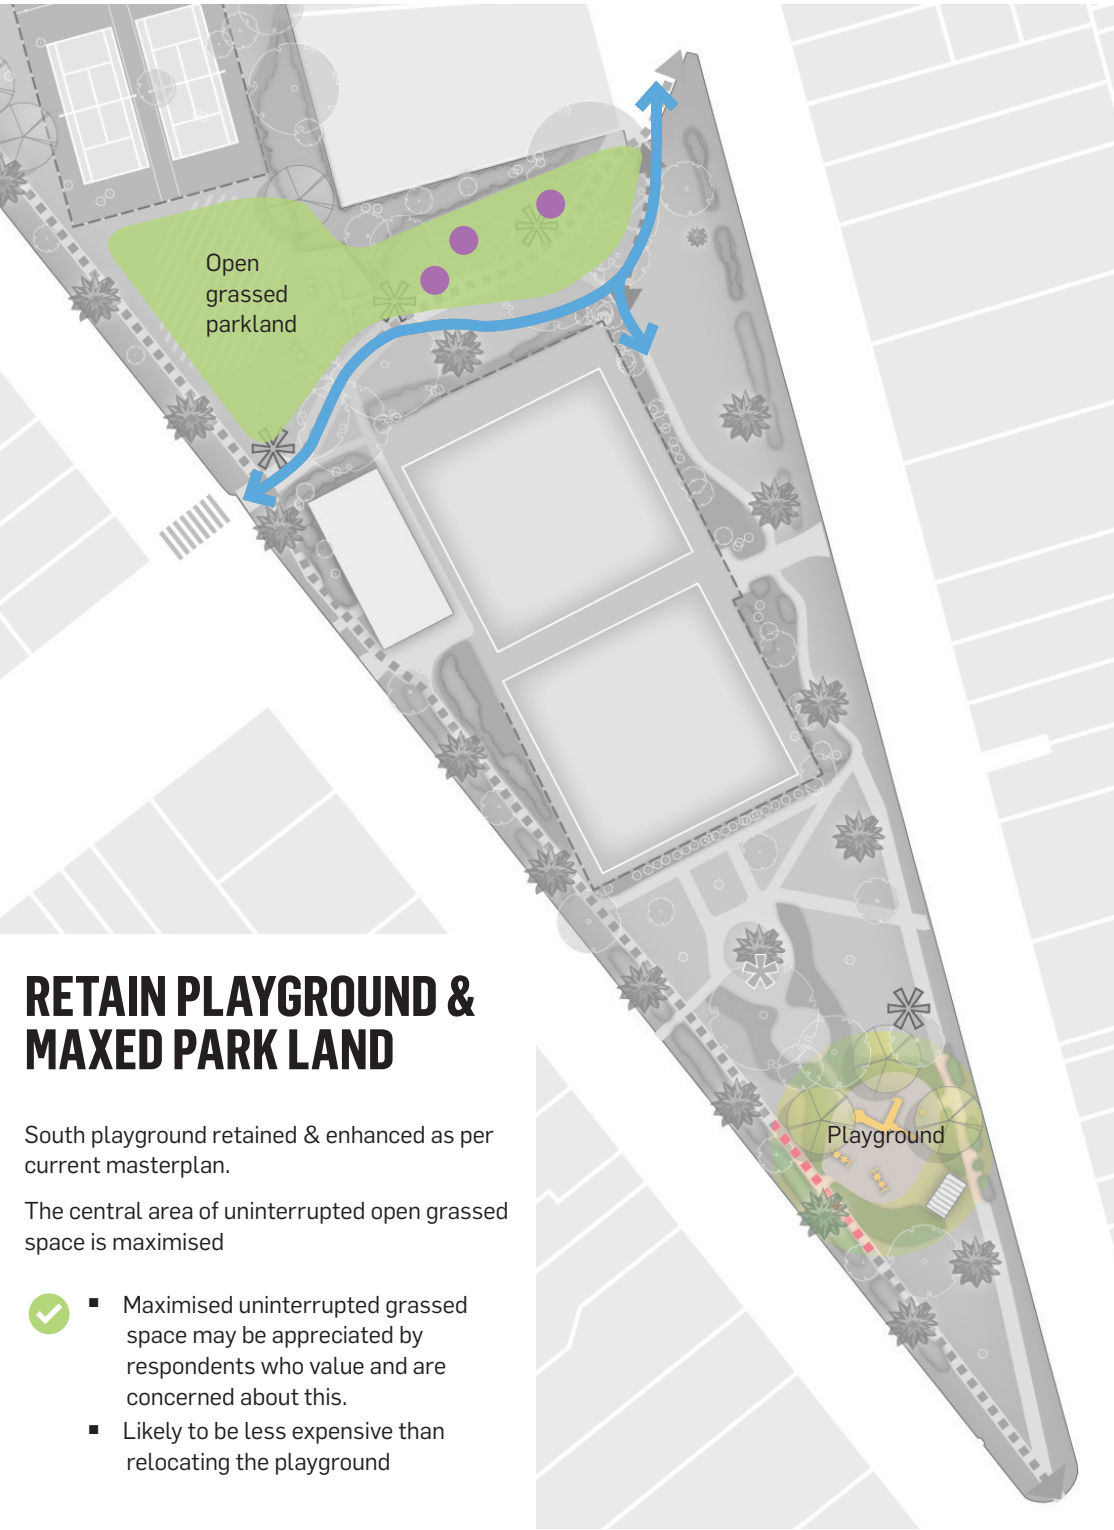 Open
grassed
parkland
Playground
RETAIN PLAYGROUND &
MAXED PARK LAND
South playground retained & enhanced as per
current masterplan.
The central area of uninterrupted open grassed
space is maximised
▪ Maximised uninterrupted grassed
space may be appreciated by
respondents who value and are
concerned about this.
▪ Likely to be less expensive than
relocating the playground